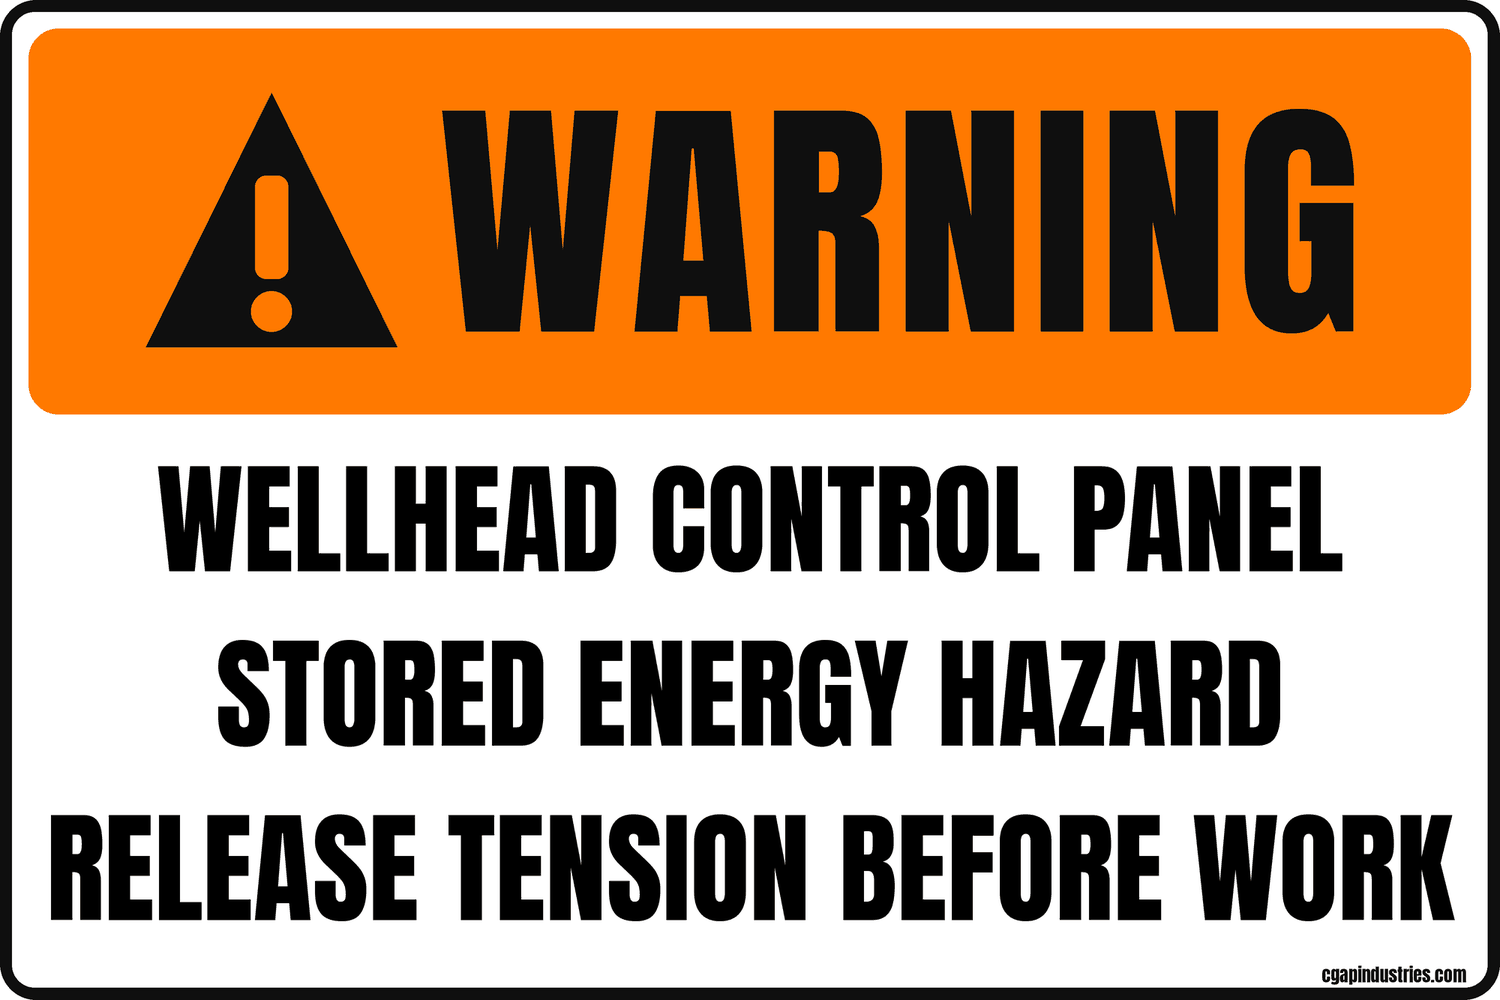 WARNING
WELLHEAD CONTROL PANEL
STORED ENERGY HAZARD
RELEASE TENSION BEFORE WORK
cgapindustries.com